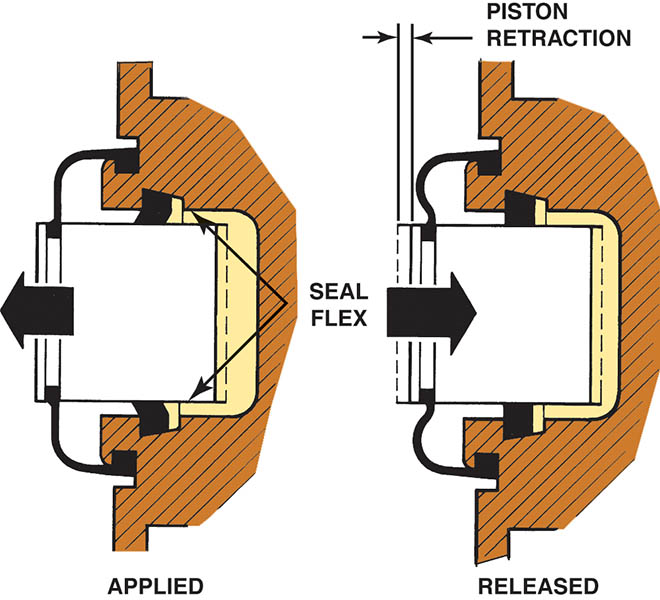 PISTON
RETRACTION
SEAL
FLEX
APPLIED
RELEASED